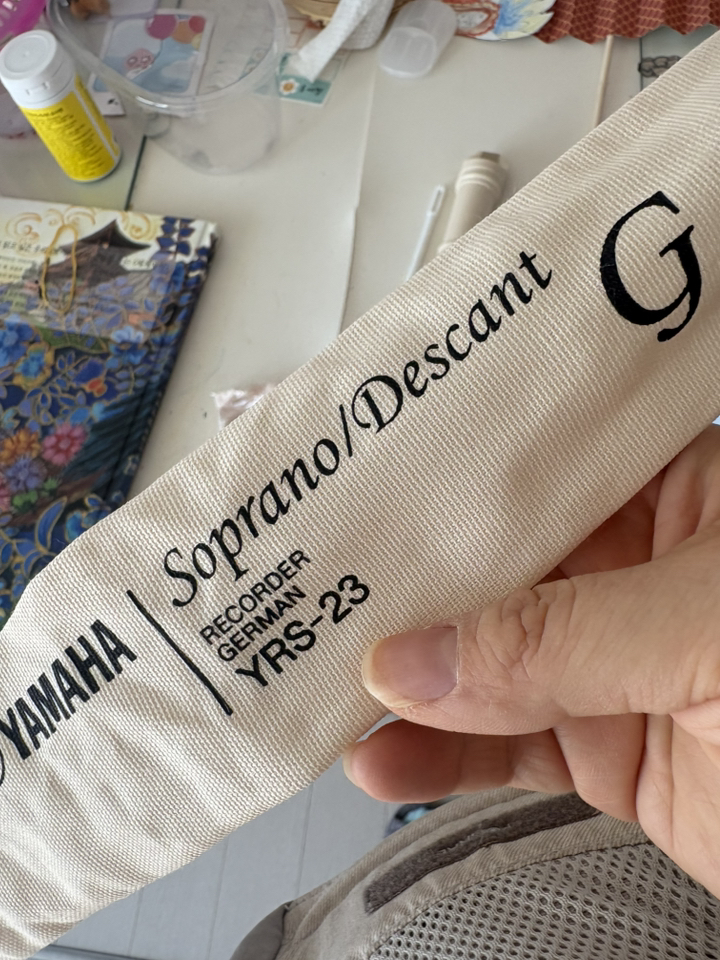 YAMAHA
Soprano/Descant
RECORDER
GERMAN
YRS-23
G